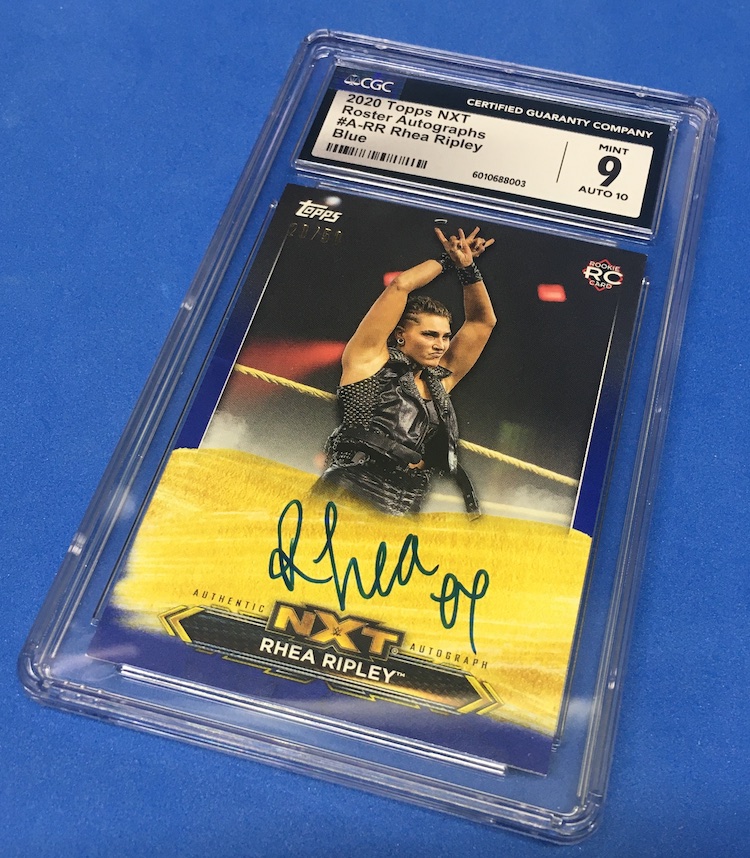 CGC
CERTIFIED GUARANTY COMPANY
2020 Topps NXT
Roster Autographs
#A-RR Rhea Ripley
Blue
6010688003
MINT
9
AUTO 10
Topps
ROOKIE
RC
CARD
Rhea
AUTHENTIC
NXT
AUTOGRAPH
RHEA RIPLEY™